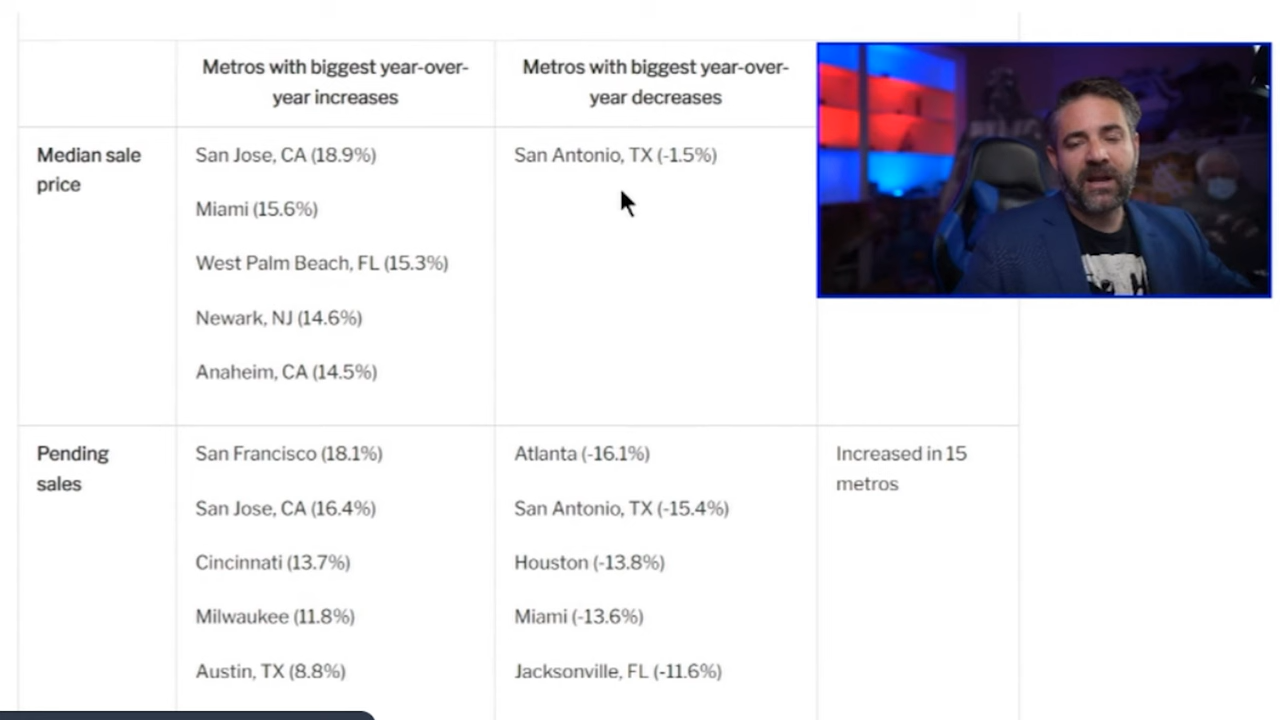 Metros with biggest year-over-
year increases
Metros with biggest year-over-
year decreases
Median sale
price
San Jose, CA (18.9%)
Miami (15.6%)
West Palm Beach, FL (15.3%)
Newark, NJ (14.6%)
Anaheim, CA (14.5%)
San Antonio, TX (-1.5%)
Pending
sales
San Francisco (18.1%)
San Jose, CA (16.4%)
Cincinnati (13.7%)
Milwaukee (11.8%)
Austin, TX (8.8%)
Atlanta (-16.1%)
San Antonio, TX (-15.4%)
Houston (-13.8%)
Miami (-13.6%)
Jacksonville, FL (-11.6%)
Increased in 15
metros